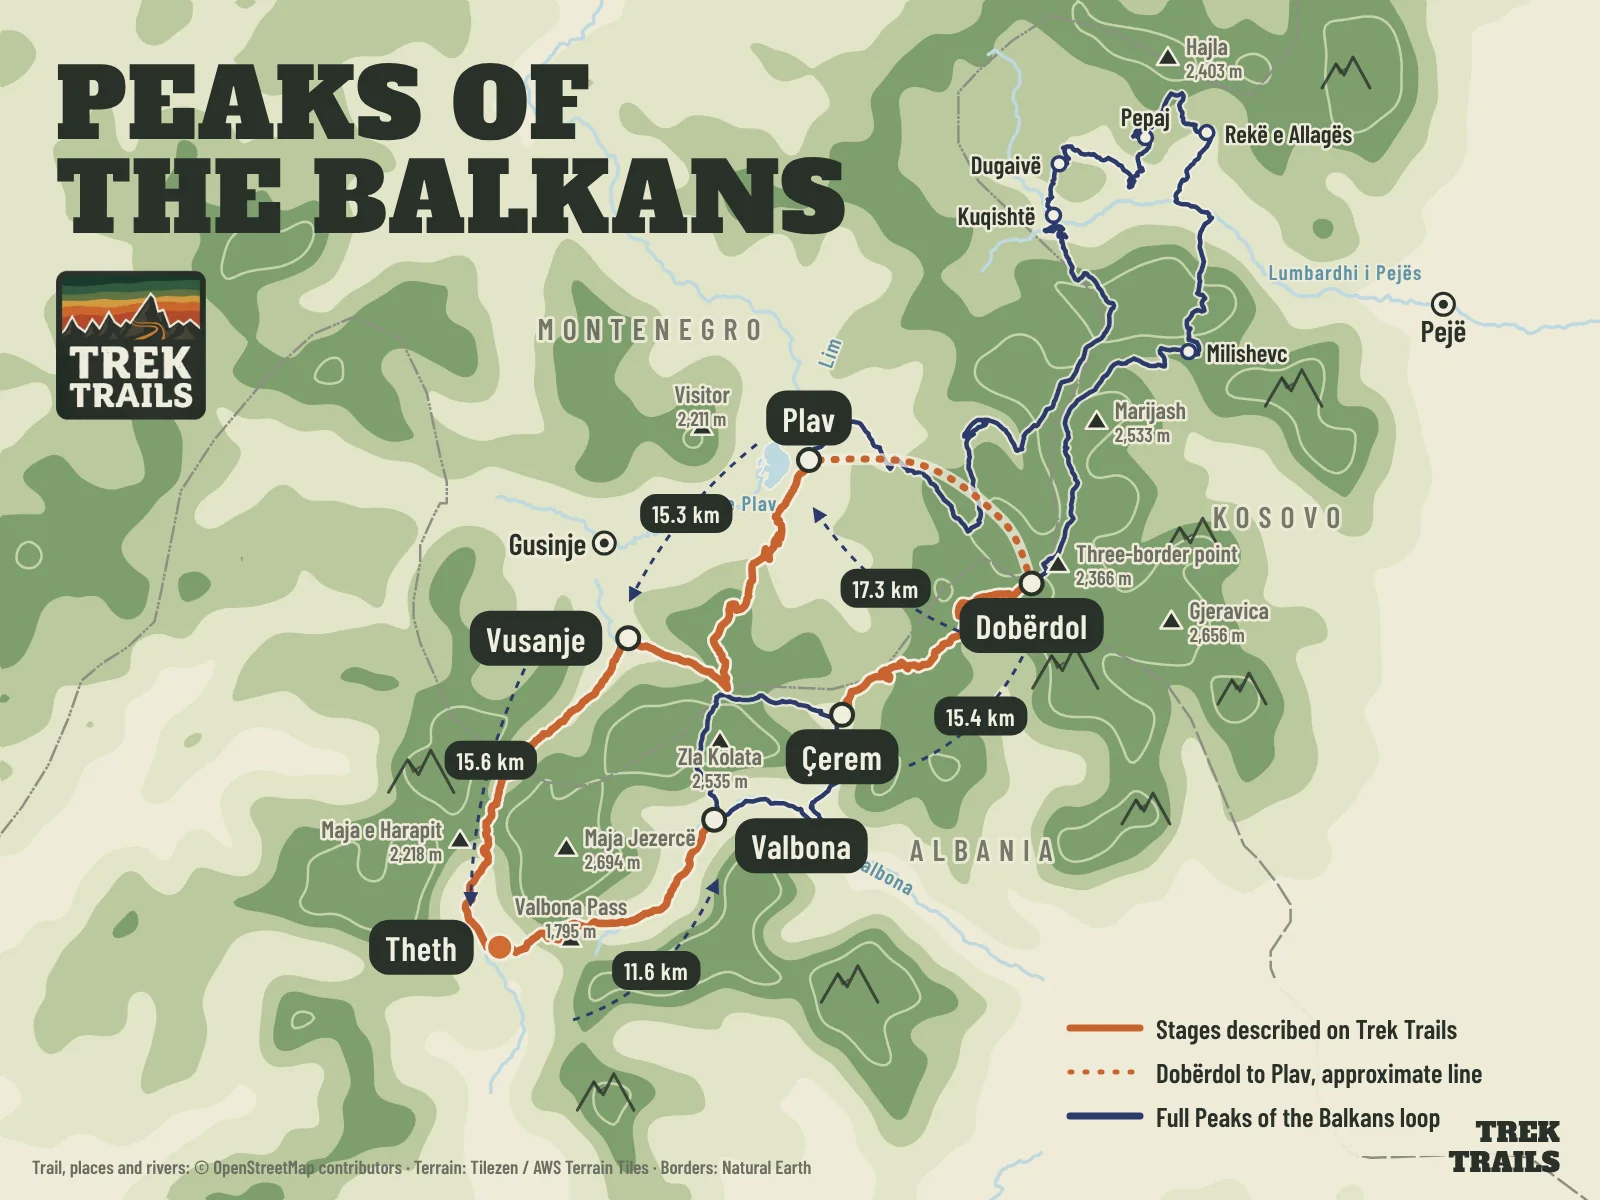 PEAKS OF
THE BALKANS
TREK
TRAILS
Hajla
2,403 m
Pepaj
Rekë e Allagës
Dugaivë
Kuqishtë
Lumbardhi i Pejës
Pejë
MONTENEGRO
Lim
Milishevc
Visitor
2,211 m
Plav
Marijash
2,533 m
15.3 km
Plav
KOSOVO
Gusinje
Three-border point
2,366 m
17.3 km
Gjeravica
2,656 m
Vusanje
Dobërdol
15.4 km
15.6 km
Zla Kolata
2,535 m
Çerem
Maja e Harapit
2,218 m
Maja Jezercë
2,694 m
Valbona
ALBANIA
albona
Valbona Pass
1,795 m
Theth
11.6 km
Stages described on Trek Trails
Dobërdol to Plav, approximate line
Full Peaks of the Balkans loop
TREK
TRAILS
Trail, places and rivers: © OpenStreetMap contributors · Terrain: Tilezen / AWS Terrain Tiles · Borders: Natural Earth